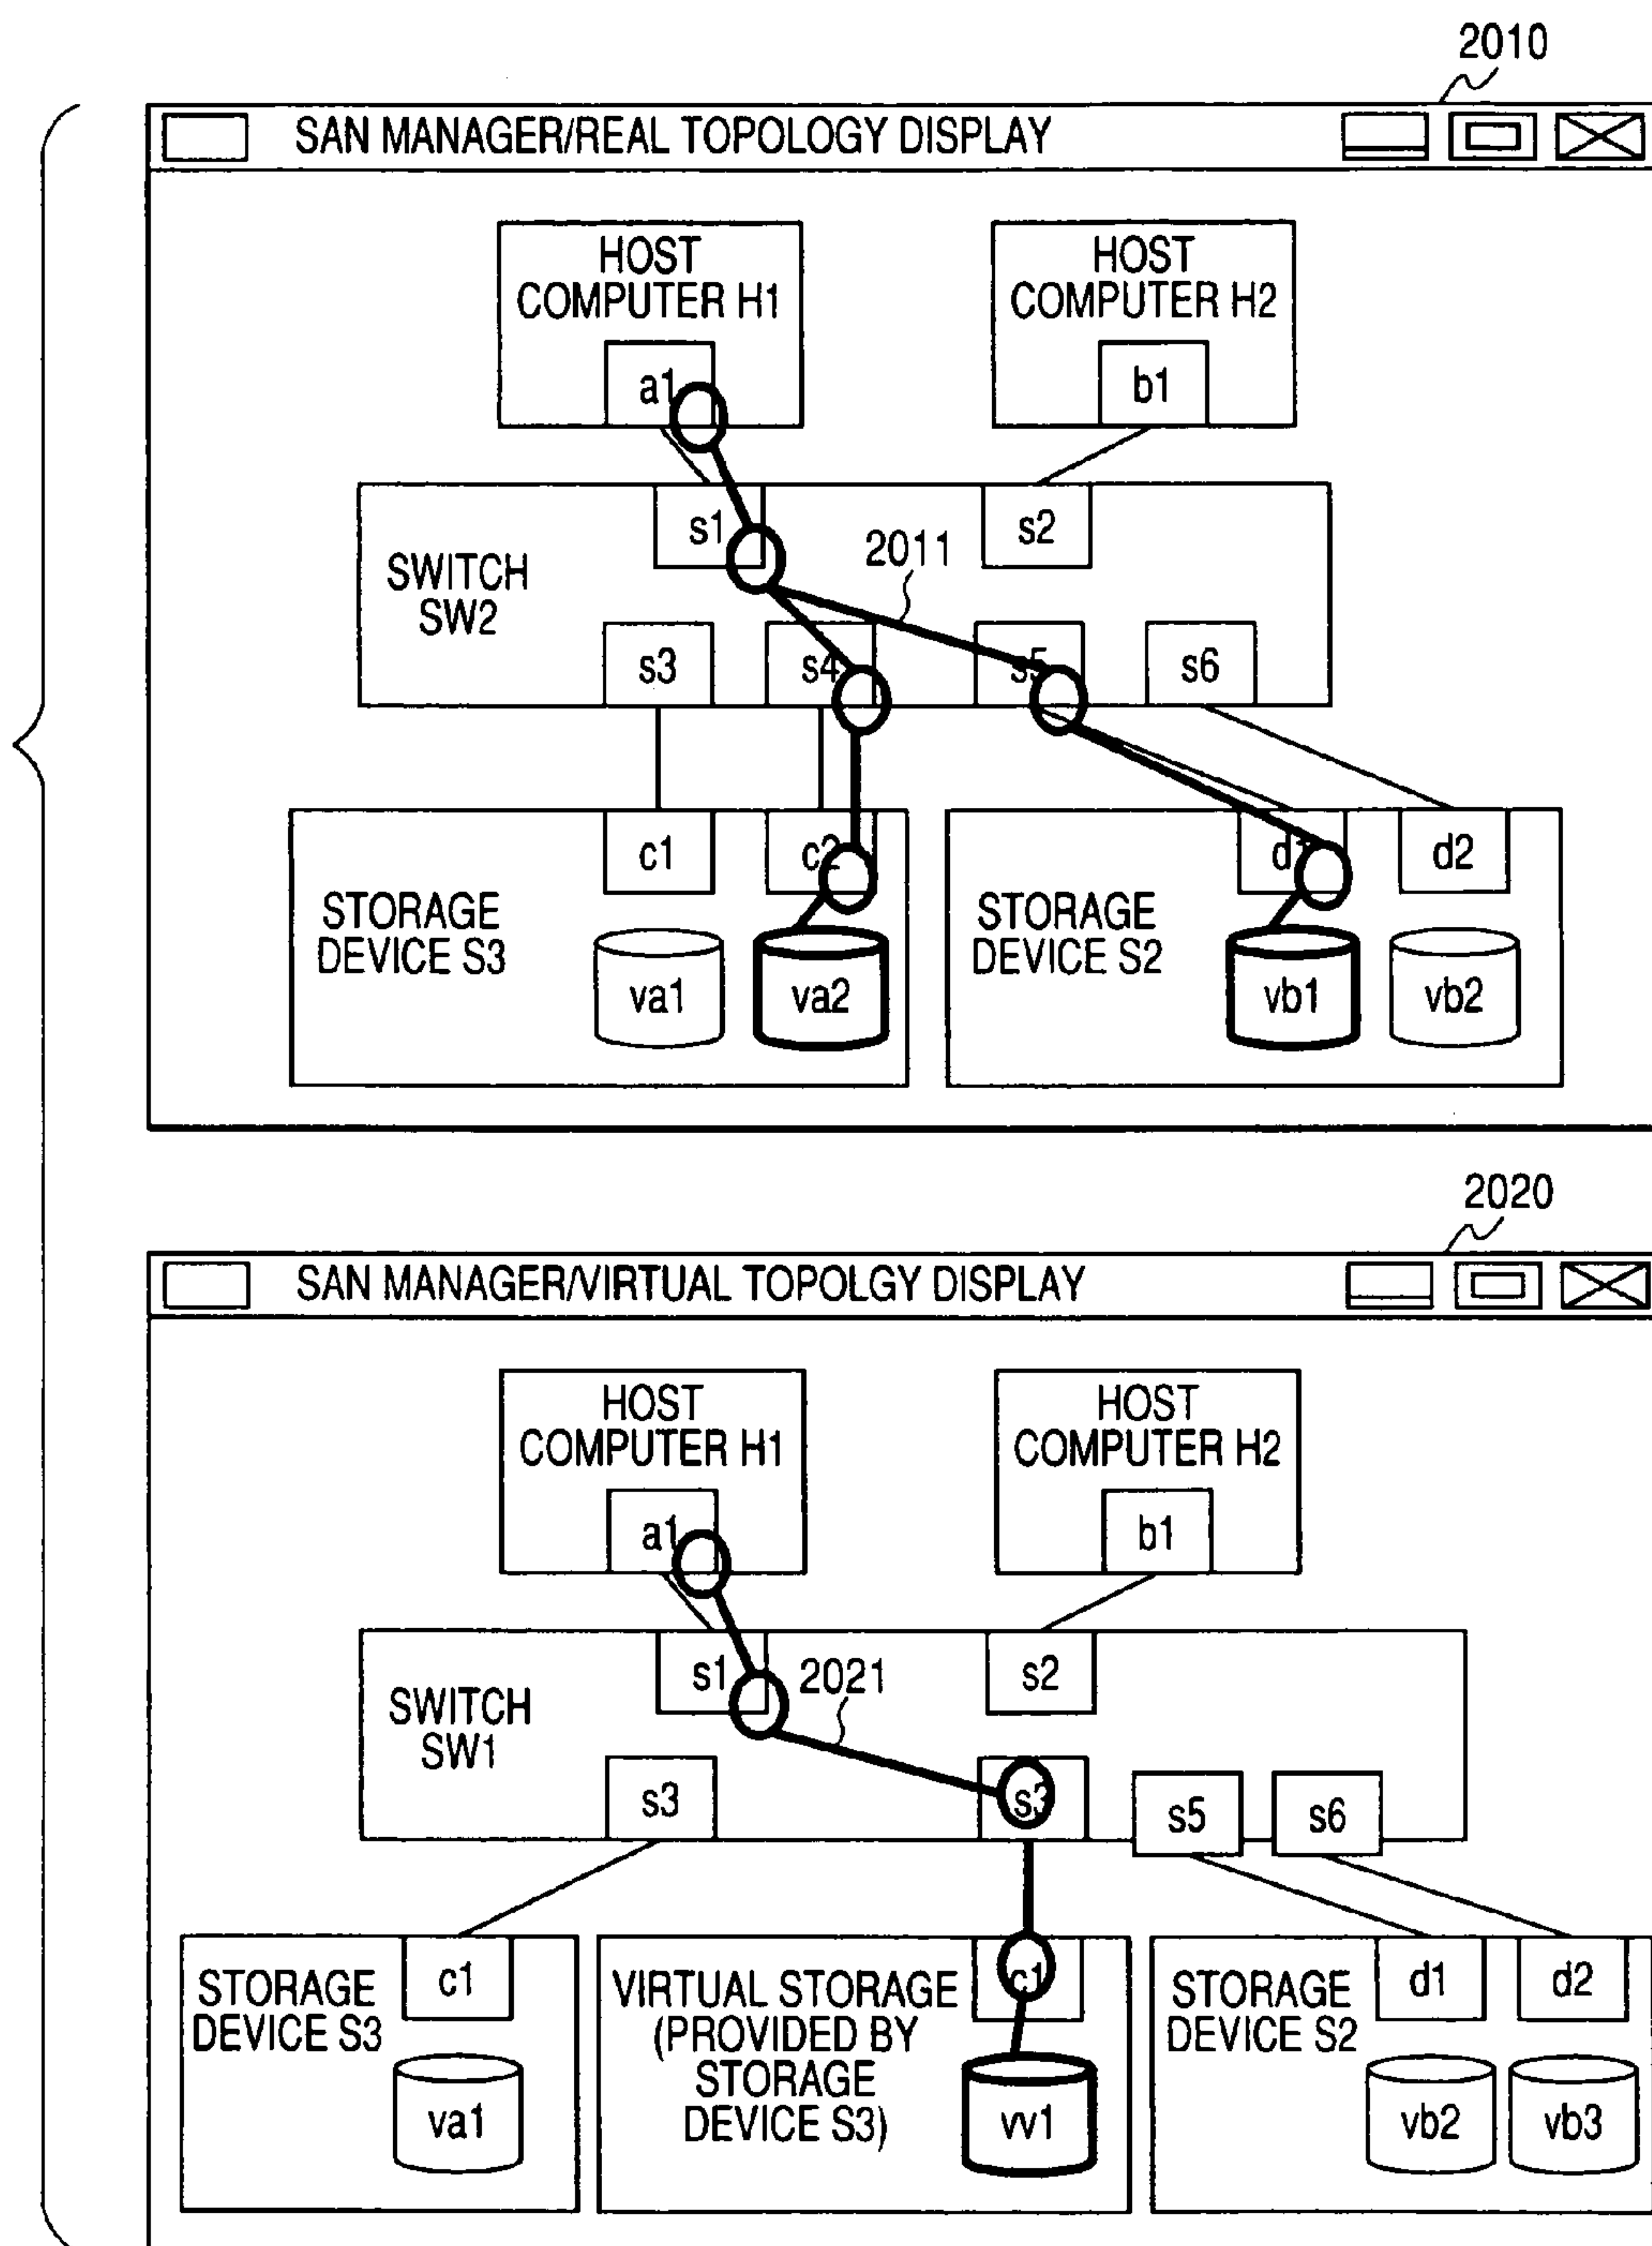 2010
SAN MANAGER/REAL TOPOLOGY DISPLAY
HOST
COMPUTER H1
a1
HOST
COMPUTER H2
b1
s1
s2
2011
SWITCH
SW2
s3
s4
s5
s6
c1
c2
d1
d2
STORAGE
DEVICE S3
va1
va2
STORAGE
DEVICE S2
vb1
vb2
2020
SAN MANAGER/VIRTUAL TOPOLGY DISPLAY
HOST
COMPUTER H1
a1
HOST
COMPUTER H2
b1
s1
s2
2021
SWITCH
SW1
s3
s3
s5
s6
STORAGE
DEVICE S3
c1
va1
VIRTUAL STORAGE
(PROVIDED BY
STORAGE
DEVICE S3)
c1
vv1
STORAGE
DEVICE S2
d1
d2
vb2
vb3